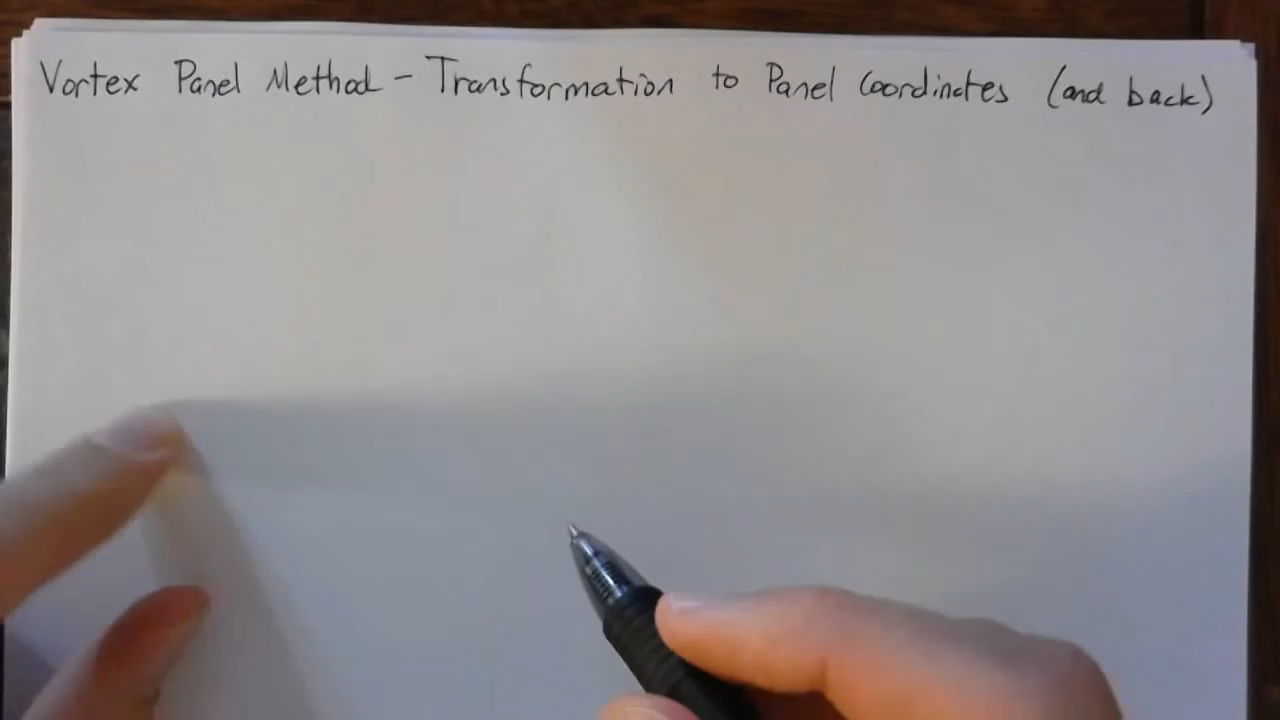 Vortex Panel Method - Transformation to Panel Coordinates (and back)